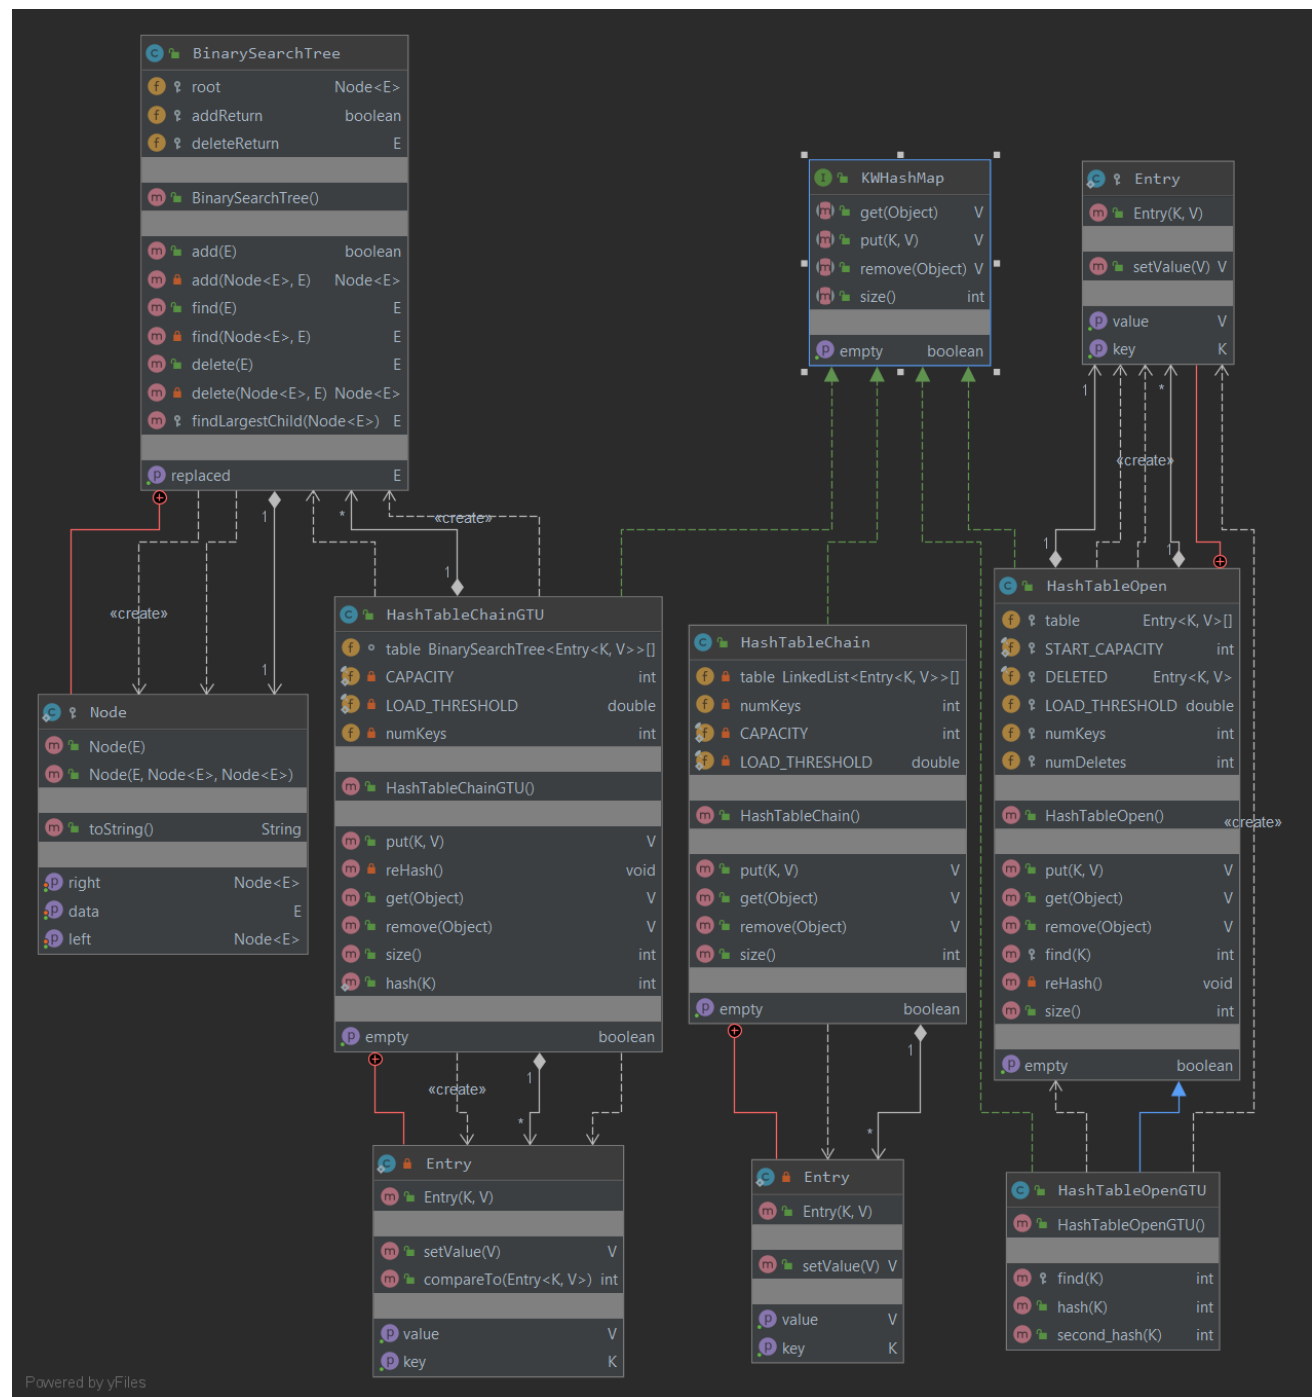 BinarySearchTree
root Node<E>
addReturn boolean
deleteReturn E
BinarySearchTree()
add(E) boolean
add(Node<E>, E) Node<E>
find(E) E
find(Node<E>, E) E
delete(E) E
delete(Node<E>, E) Node<E>
findLargestChild(Node<E>) E
replaced E
KWHashMap
get(Object) V
put(K, V) V
remove(Object) V
size() int
empty boolean
Entry
Entry(K, V)
setValue(V) V
value V
key K
1
*
«create»
1
1
1
*
«create»
1
«create»
1
Node
Node(E)
Node(E, Node<E>, Node<E>)
toString() String
right Node<E>
data E
left Node<E>
HashTableChainGTU
table BinarySearchTree<Entry<K, V>>[]
CAPACITY int
LOAD_THRESHOLD double
numKeys int
HashTableChainGTU()
put(K, V) V
reHash() void
get(Object) V
remove(Object) V
size() int
hash(K) int
empty boolean
HashTableChain
table LinkedList<Entry<K, V>>[]
numKeys int
CAPACITY int
LOAD_THRESHOLD double
HashTableChain()
put(K, V) V
get(Object) V
remove(Object) V
size() int
empty boolean
HashTableOpen
table Entry<K, V>[]
START_CAPACITY int
DELETED Entry<K, V>
LOAD_THRESHOLD double
numKeys int
numDeletes int
HashTableOpen()
put(K, V) V
get(Object) V
remove(Object) V
find(K) int
reHash() void
size() int
empty boolean
«create»
«create»
1
*
1
*
Entry
Entry(K, V)
setValue(V) V
compareTo(Entry<K, V>) int
value V
key K
Entry
Entry(K, V)
setValue(V) V
value V
key K
HashTableOpenGTU
HashTableOpenGTU()
find(K) int
hash(K) int
second_hash(K) int
Powered by yFiles